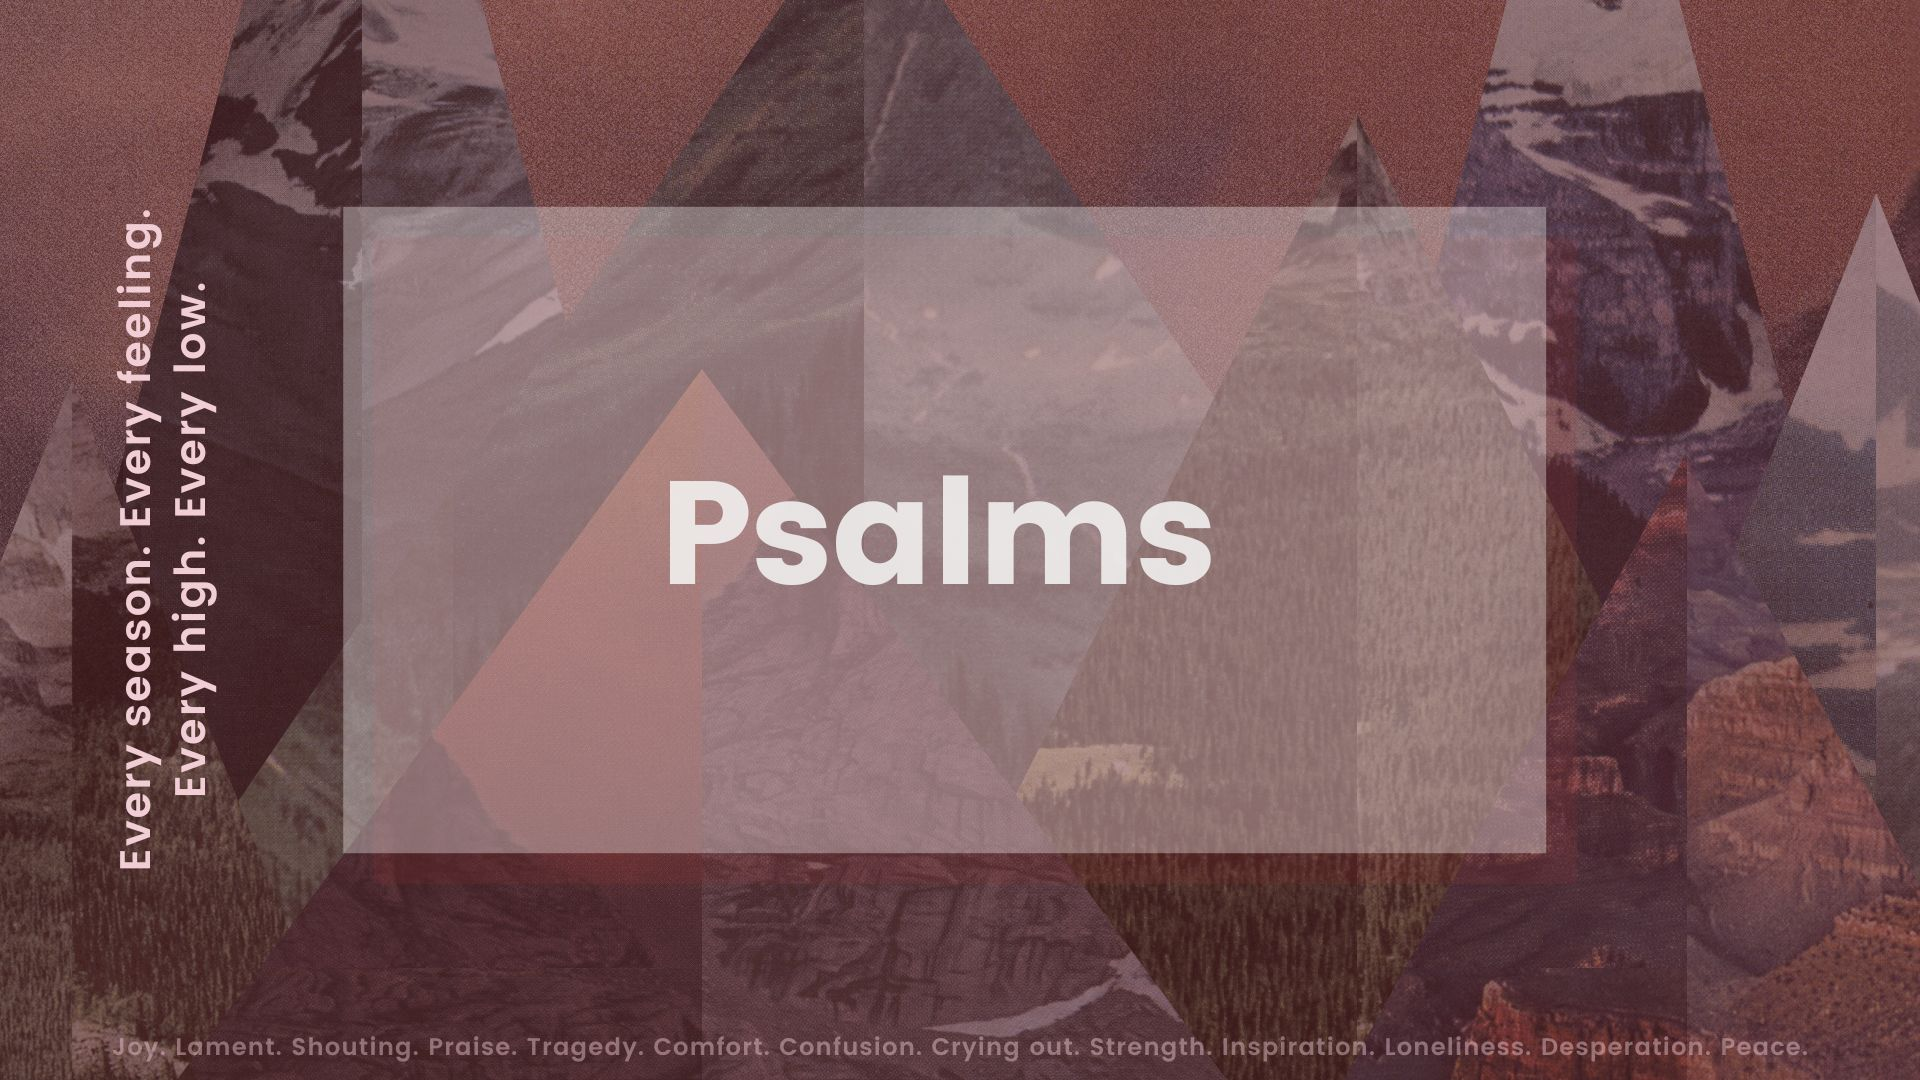 Every season. Every feeling.
Every high. Every low.
Psalms
Joy. Lament. Shouting. Praise. Tragedy. Comfort. Confusion. Crying out. Strength. Inspiration. Loneliness. Desperation. Peace.